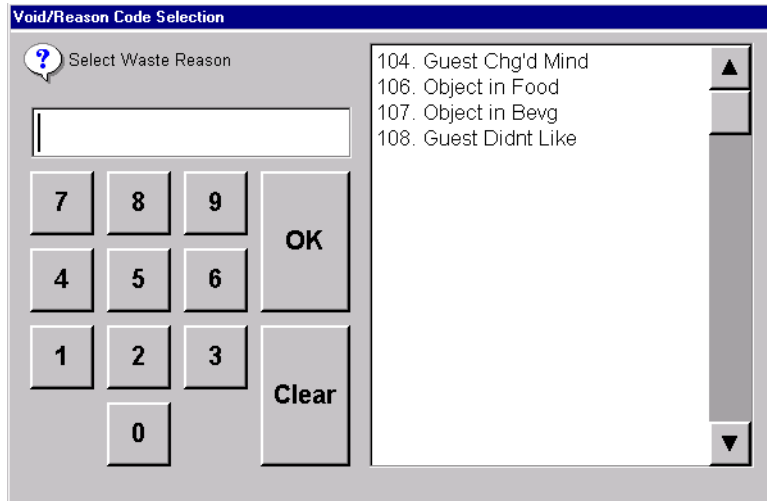 Void/Reason Code Selection
?
Select Waste Reason
104. Guest Chg'd Mind
106. Object in Food
107. Object in Bevg
108. Guest Didnt Like
7 8 9
OK
4 5 6
1 2 3
Clear
0